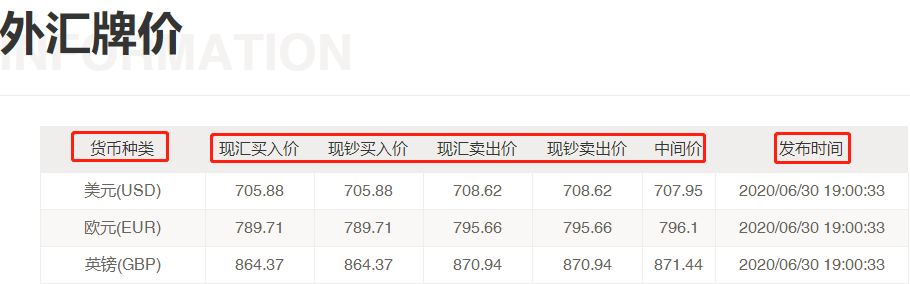 外汇牌价
INFORMATION
货币种类 现汇买入价 现钞买入价 现汇卖出价 现钞卖出价 中间价 发布时间
美元(USD) 705.88 705.88 708.62 708.62 707.95 2020/06/30 19:00:33
欧元(EUR) 789.71 789.71 795.66 795.66 796.1 2020/06/30 19:00:33
英镑(GBP) 864.37 864.37 870.94 870.94 871.44 2020/06/30 19:00:33